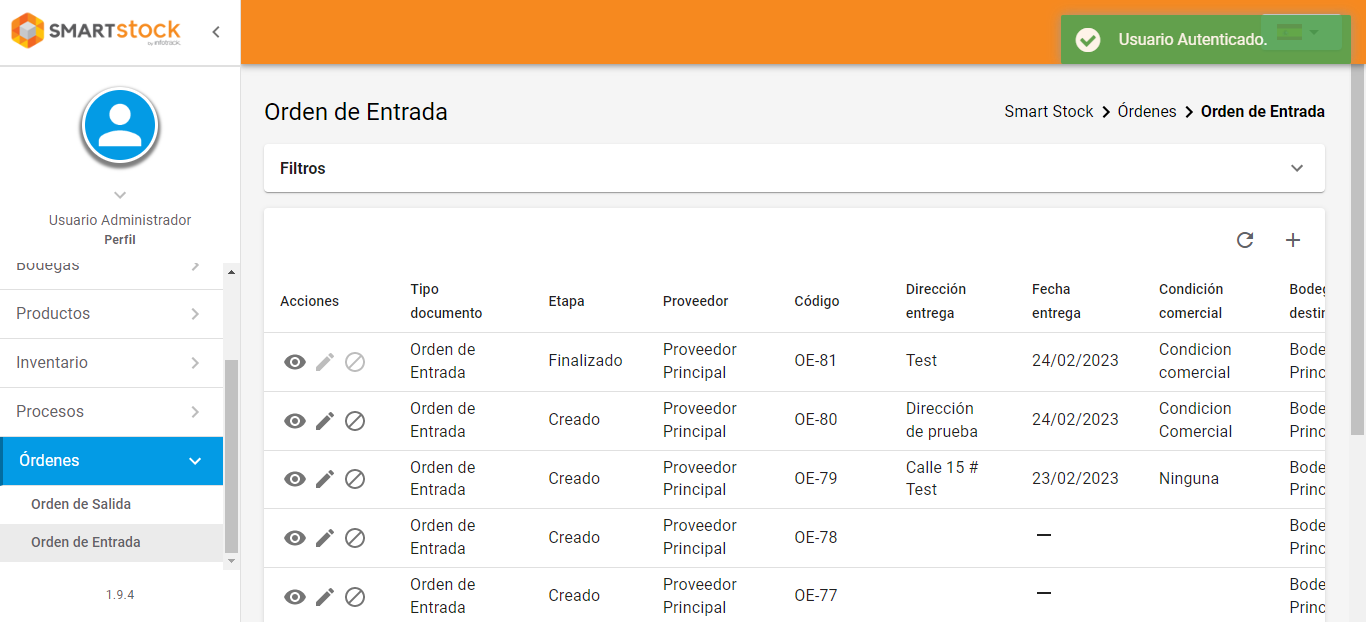 SMARTstock
by infotrack.
Usuario Autenticado.
Usuario Administrador
Perfil
Bodegas
Productos
Inventario
Procesos
Órdenes
Orden de Salida
Orden de Entrada
1.9.4
Orden de Entrada
Smart Stock > Órdenes > Orden de Entrada
Filtros
Acciones
Tipo
documento
Etapa
Proveedor
Código
Dirección
entrega
Fecha
entrega
Condición
comercial
Orden de
Entrada
Finalizado
Proveedor
Principal
OE-81
Test
24/02/2023
Condicion
comercial
Bode
Princ
Orden de
Entrada
Creado
Proveedor
Principal
OE-80
Dirección
de prueba
24/02/2023
Condicion
Comercial
Bode
Princ
Orden de
Entrada
Creado
Proveedor
Principal
OE-79
Calle 15 #
Test
23/02/2023
Ninguna
Bode
Princ
Orden de
Entrada
Creado
Proveedor
Principal
OE-78
—
Bode
Princ
Orden de
Entrada
Creado
Proveedor
Principal
OE-77
—
Bode
Princ